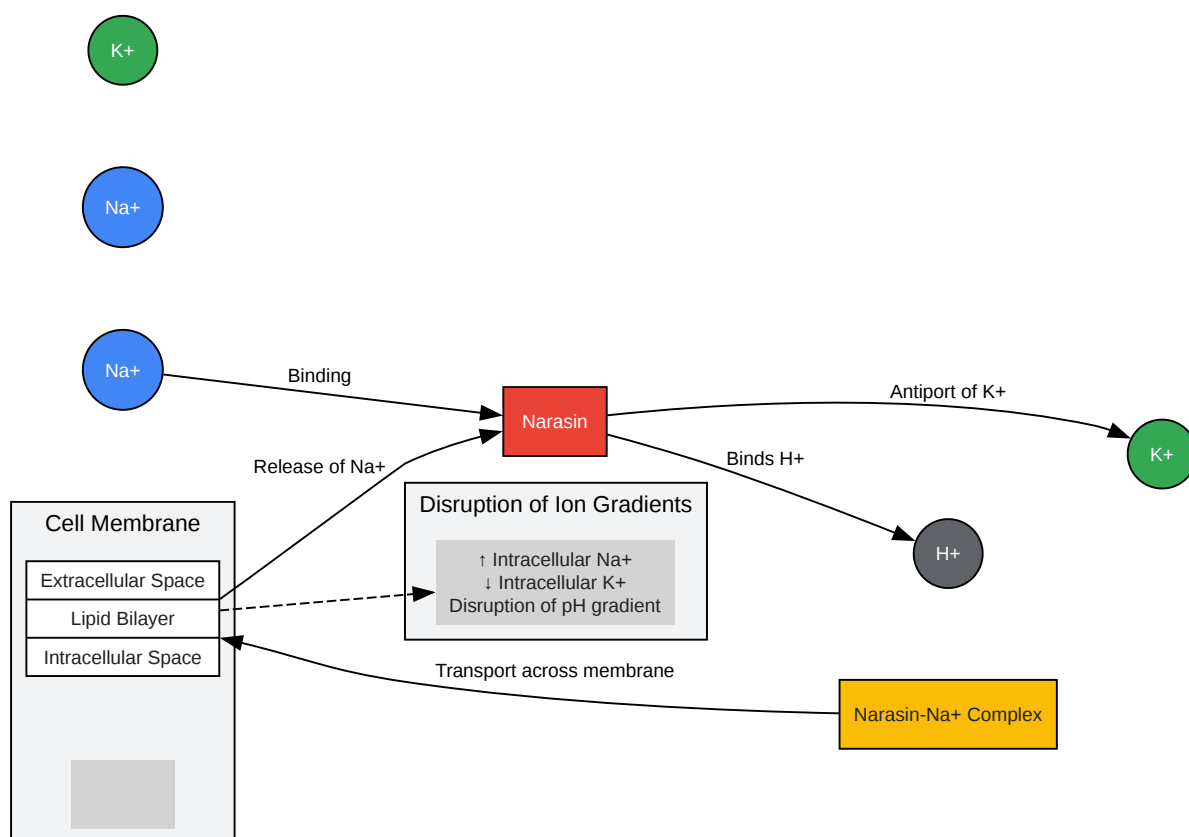 K+
Na+
Na+
Binding
Narasin
Antiport of K+
K+
Release of Na+
Binds H+
H+
Cell Membrane
Extracellular Space
Lipid Bilayer
Intracellular Space
Disruption of Ion Gradients
↑ Intracellular Na+
↓ Intracellular K+
Disruption of pH gradient
Transport across membrane
Narasin-Na+ Complex